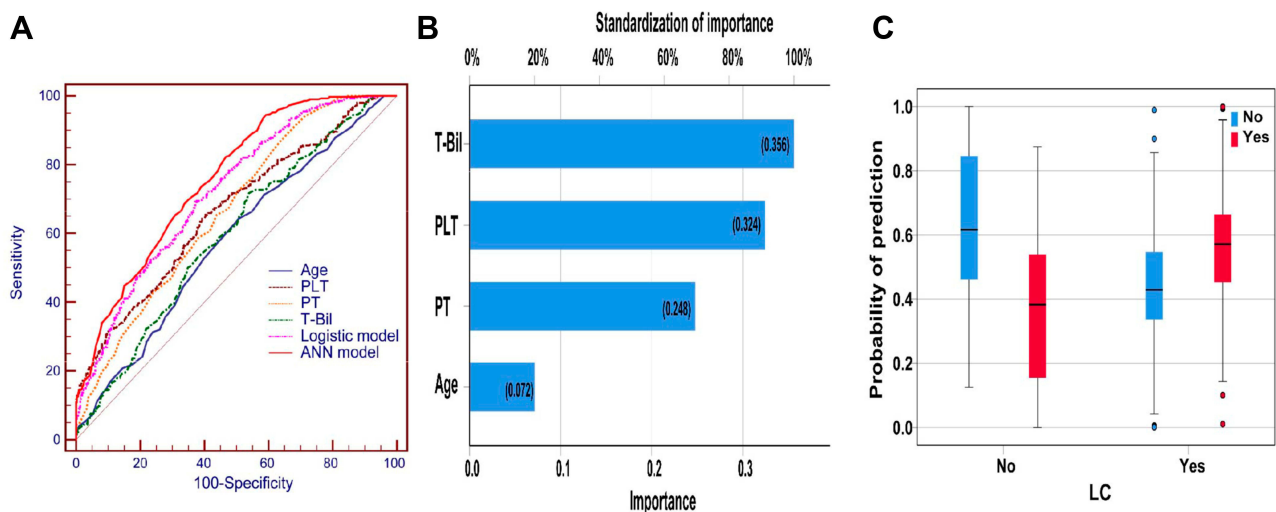 A
100
80
60
40
20
0
Sensitivity
Age
PLT
PT
T-Bil
Logistic model
ANN model
0 20 40 60 80 100
100-Specificity
B
Standardization of importance
0% 20% 40% 60% 80% 100%
T-Bil (0.356)
PLT (0.324)
PT (0.248)
Age (0.072)
0.0 0.1 0.2 0.3
Importance
C
Probability of prediction
1.0
0.8
0.6
0.4
0.2
0.0
No
Yes
No Yes
LC